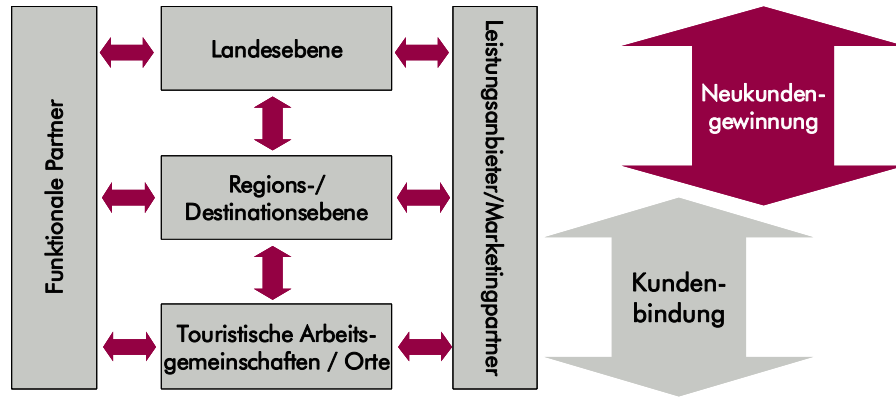 Funktionale Partner
Landesebene
Regions-/
Destinationsebene
Touristische Arbeits-
gemeinschaften / Orte
Leistungsanbieter/Marketingpartner
Neukunden-
gewinnung
Kunden-
bindung